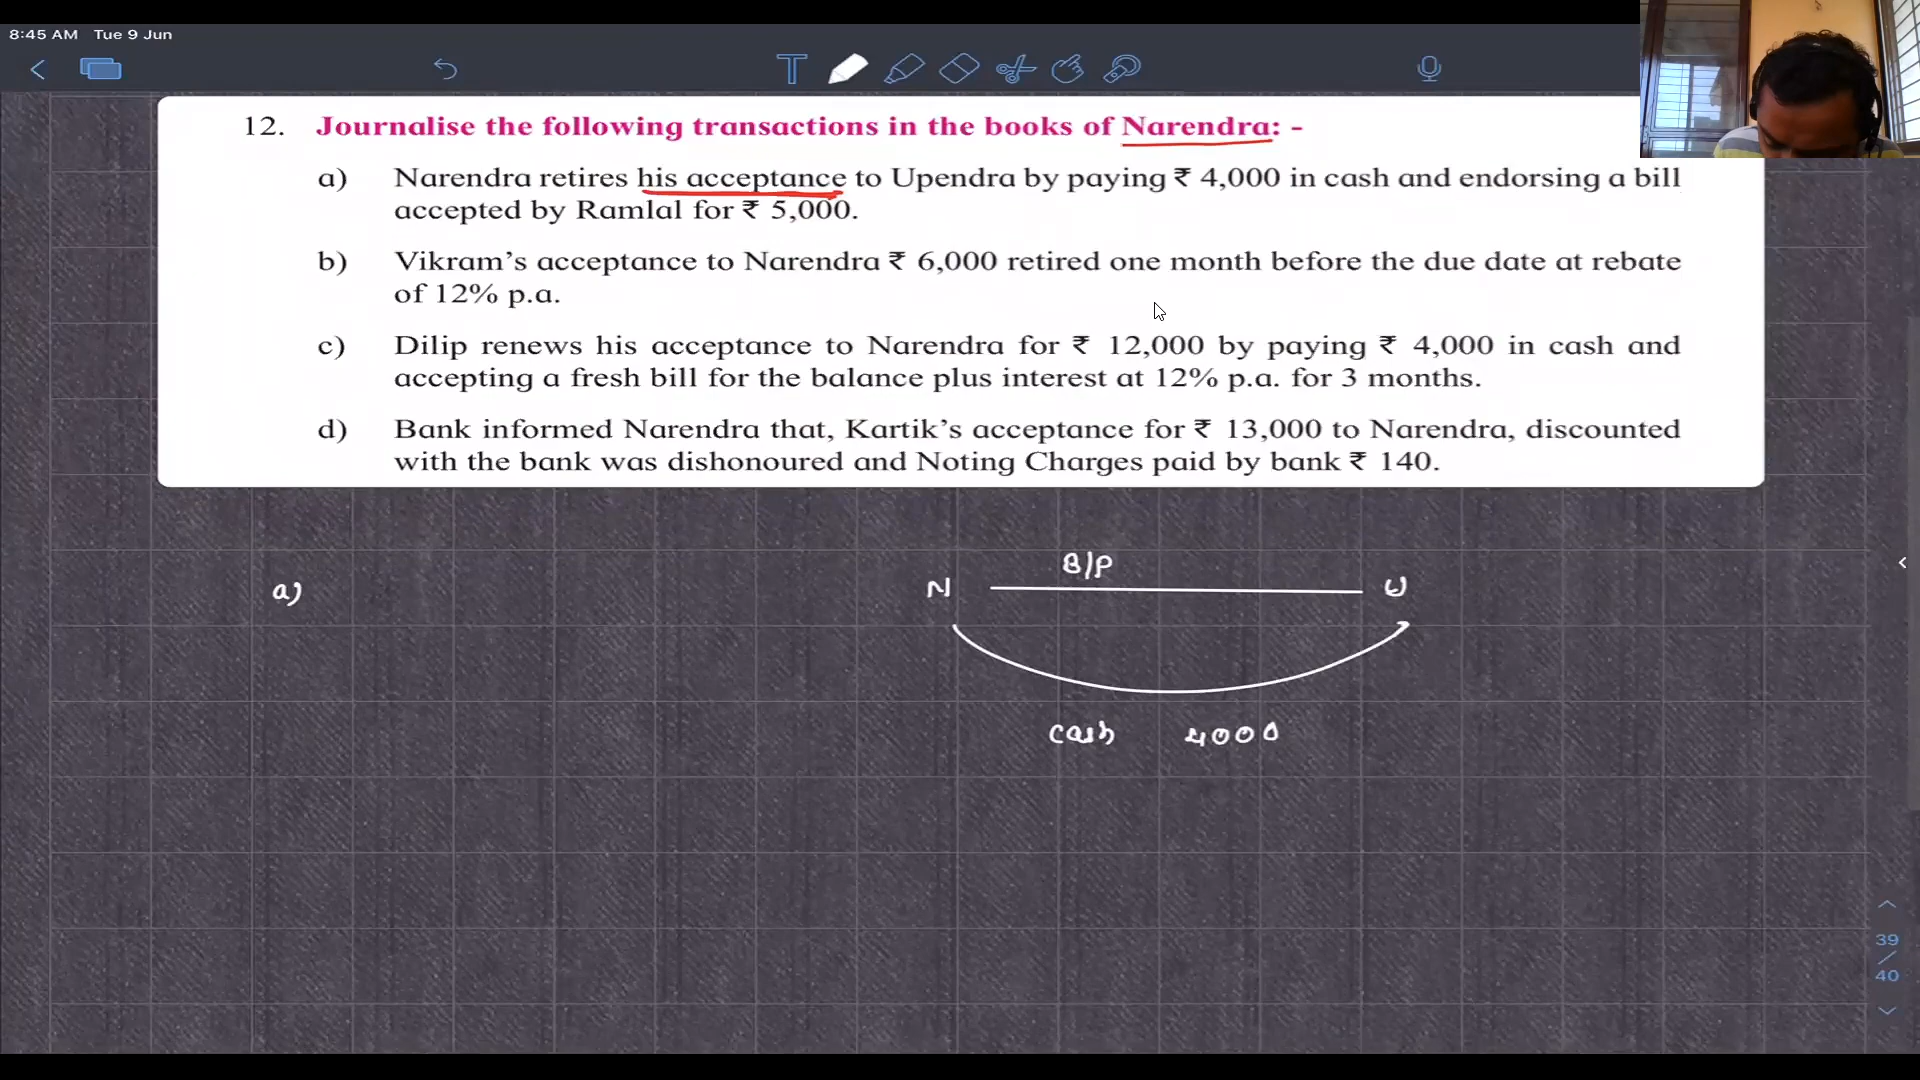 8:45 AM Tue 9 Jun
12. Journalise the following transactions in the books of Narendra: -
a) Narendra retires his acceptance to Upendra by paying ₹ 4,000 in cash and endorsing a bill
accepted by Ramlal for ₹ 5,000.
b) Vikram's acceptance to Narendra ₹ 6,000 retired one month before the due date at rebate
of 12% p.a.
c) Dilip renews his acceptance to Narendra for ₹ 12,000 by paying ₹ 4,000 in cash and
accepting a fresh bill for the balance plus interest at 12% p.a. for 3 months.
d) Bank informed Narendra that, Kartik's acceptance for ₹ 13,000 to Narendra, discounted
with the bank was dishonoured and Noting Charges paid by bank ₹ 140.
B/P
a) N U
cash 4000
39
/
40